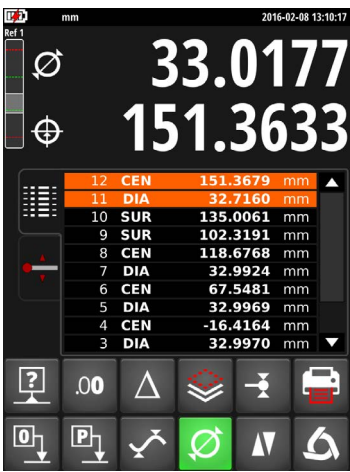 mm 2016-02-08 13:10:17
Ref 1
33.0177
151.3633
12 CEN 151.3679 mm
11 DIA 32.7160 mm
10 SUR 135.0061 mm
9 SUR 102.3191 mm
8 CEN 118.6768 mm
7 DIA 32.9924 mm
6 CEN 67.5481 mm
5 DIA 32.9969 mm
4 CEN -16.4164 mm
3 DIA 32.9970 mm
? .00 Δ
0 P